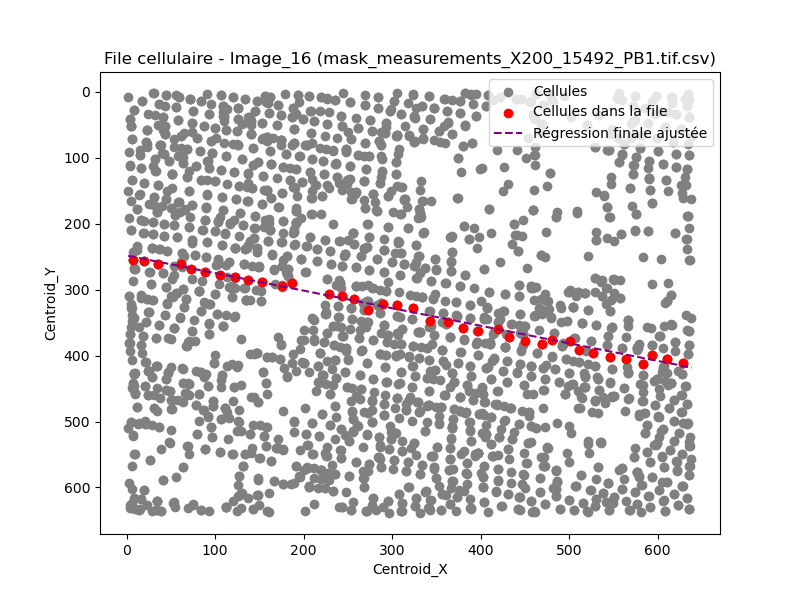 File cellulaire - Image_16 (mask_measurements_X200_15492_PB1.tif.csv)
Cellules
Cellules dans la file
Régression finale ajustée
0
100
200
300
400
500
600
Centroid_Y
0 100 200 300 400 500 600
Centroid_X